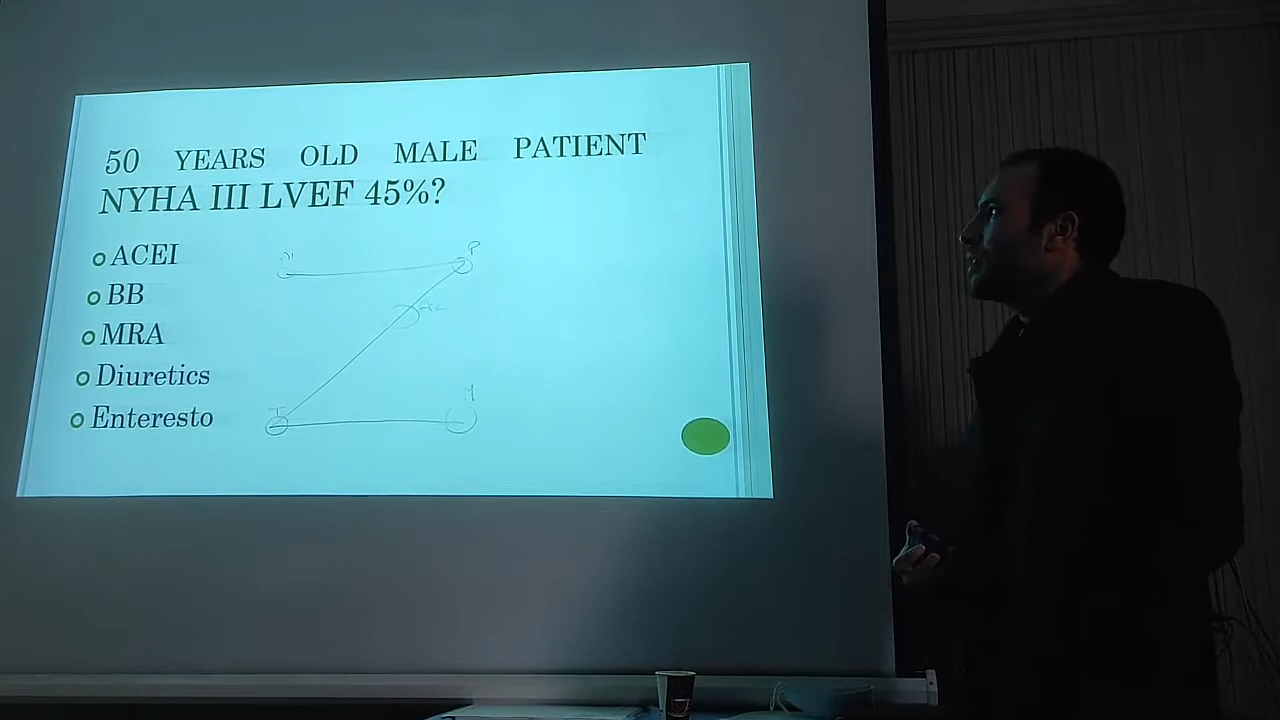 50 YEARS OLD MALE PATIENT
NYHA III LVEF 45%?
ACEI
BB
MRA
Diuretics
Enteresto
P